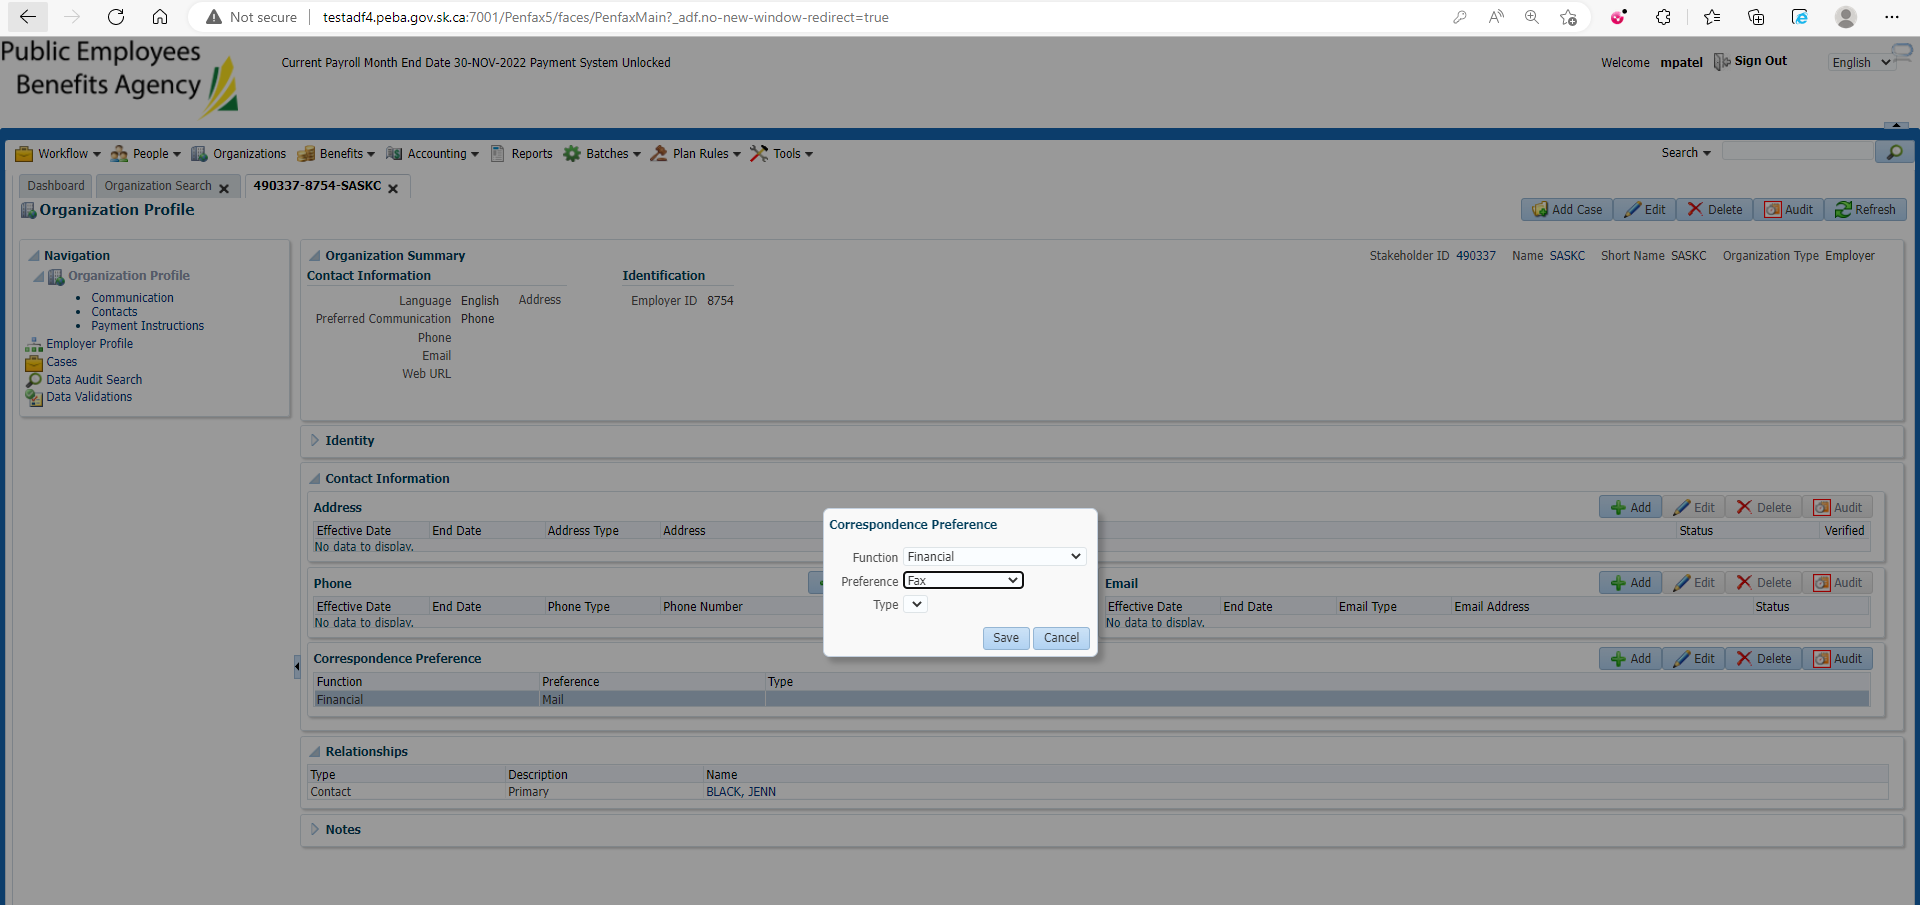 Not secure testadf4.peba.gov.sk.ca:7001/Penfax5/faces/PenfaxMain?_adf.no-new-window-redirect=true
Public Employees
Benefits Agency
Current Payroll Month End Date 30-NOV-2022 Payment System Unlocked
Welcome mpatel Sign Out English
Workflow People Organizations Benefits Accounting Reports Batches Plan Rules Tools Search
Dashboard Organization Search 490337-8754-SASKC
Organization Profile
Add Case Edit Delete Audit Refresh
Navigation
Organization Profile
Communication
Contacts
Payment Instructions
Employer Profile
Cases
Data Audit Search
Data Validations
Organization Summary
Stakeholder ID 490337 Name SASKC Short Name SASKC Organization Type Employer
Contact Information Identification
Language English Address Employer ID 8754
Preferred Communication Phone
Phone
Email
Web URL
Identity
Contact Information
Address Add Edit Delete Audit
Effective Date End Date Address Type Address Status Verified
No data to display.
Phone
Effective Date End Date Phone Type Phone Number
No data to display.
Email Add Edit Delete Audit
Effective Date End Date Email Type Email Address Status
No data to display.
Correspondence Preference
Function Financial
Preference Fax
Type
Save Cancel
Correspondence Preference Add Edit Delete Audit
Function Preference Type
Financial Mail
Relationships
Type Description Name
Contact Primary BLACK, JENN
Notes